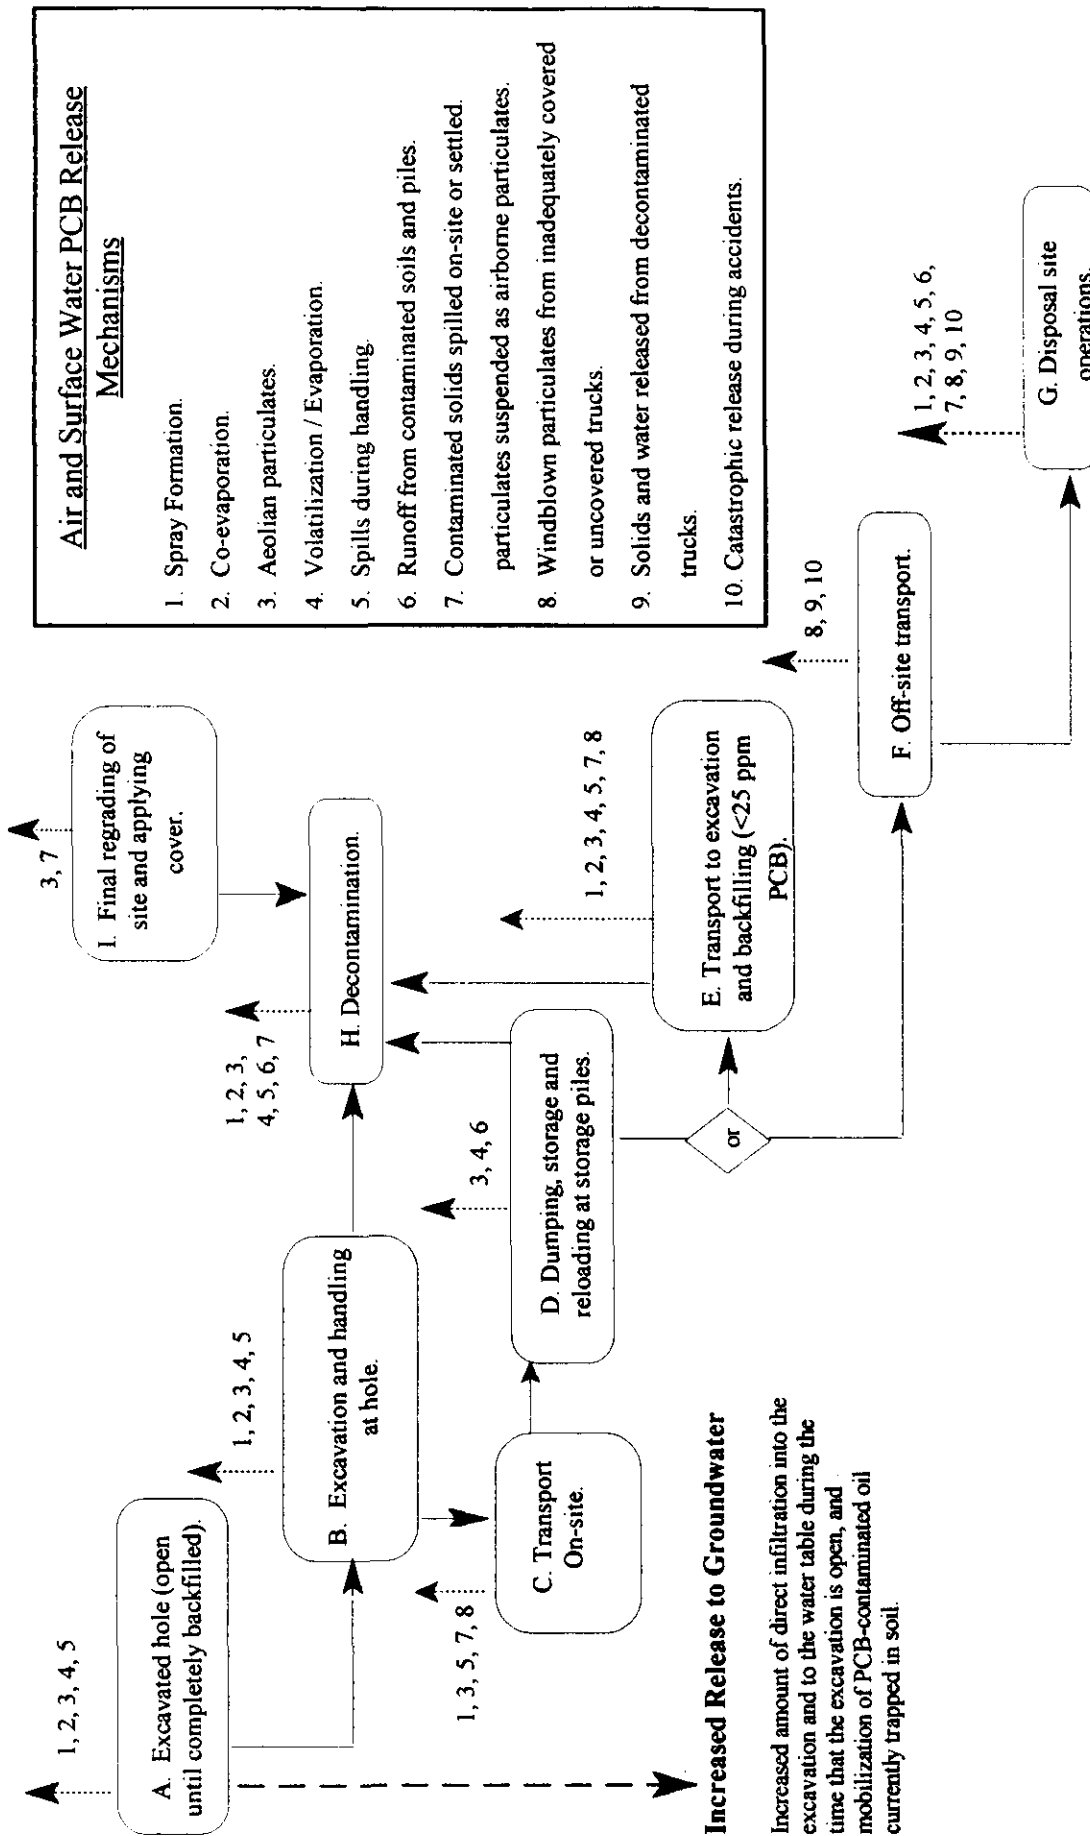 Air and Surface Water PCB Release
Mechanisms
1. Spray Formation.
2. Co-evaporation.
3. Aeolian particulates.
4. Volatilization / Evaporation.
5. Spills during handling.
6. Runoff from contaminated soils and piles.
7. Contaminated solids spilled on-site or settled.
particulates suspended as airborne particulates.
8. Windblown particulates from inadequately covered
or uncovered trucks.
9. Solids and water released from decontaminated
trucks.
10. Catastrophic release during accidents.
1, 2, 3, 4, 5
A. Excavated hole (open
until completely backfilled).
1, 2, 3, 4, 5
B. Excavation and handling
at hole.
1, 3, 5, 7, 8
C. Transport
On-site.
3, 4, 6
D. Dumping, storage and
reloading at storage piles.
or
1, 2, 3, 4, 5, 7, 8
E. Transport to excavation
and backfilling (<25 ppm
PCB).
8, 9, 10
F. Off-site transport.
1, 2, 3, 4, 5, 6,
7, 8, 9, 10
G. Disposal site
operations.
1, 2, 3,
4, 5, 6, 7
H. Decontamination.
3, 7
I. Final regrading of
site and applying
cover.
Increased Release to Groundwater
Increased amount of direct infiltration into the
excavation and to the water table during the
time that the excavation is open, and
mobilization of PCB-contaminated oil
currently trapped in soil.